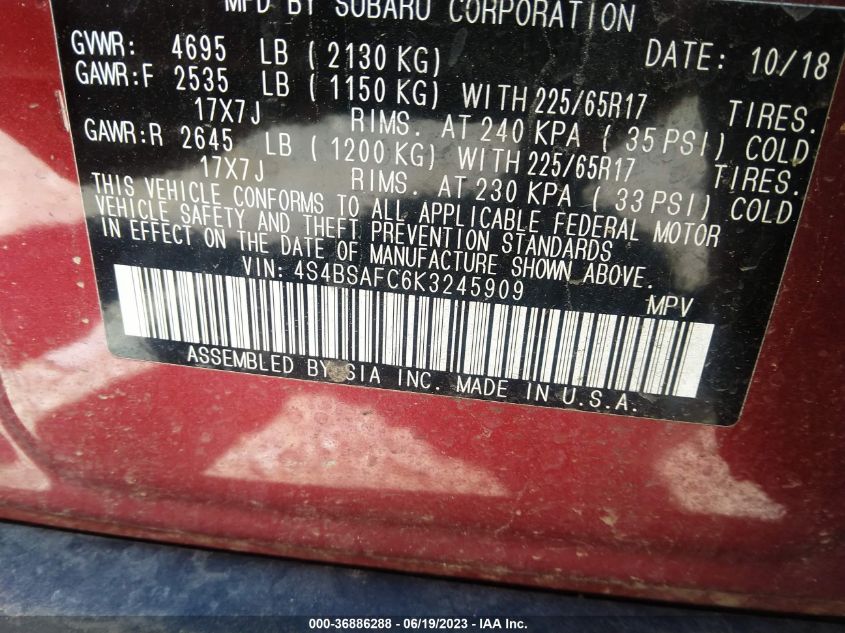 MFD BY SUBARU CORPORATION
GVWR: 4695 LB ( 2130 KG) DATE: 10/18
GAWR:F 2535 LB ( 1150 KG) WITH 225/65R17 TIRES.
17X7J RIMS. AT 240 KPA ( 35 PSI) COLD
GAWR:R 2645 LB ( 1200 KG) WITH 225/65R17 TIRES.
17X7J RIMS. AT 230 KPA ( 33 PSI) COLD
THIS VEHICLE CONFORMS TO ALL APPLICABLE FEDERAL MOTOR
VEHICLE SAFETY AND THEFT PREVENTION STANDARDS
IN EFFECT ON THE DATE OF MANUFACTURE SHOWN ABOVE.
VIN: 4S4BSAFC6K3245909 MPV
ASSEMBLED BY SIA INC. MADE IN U.S.A.
000-36886288 - 06/19/2023 - IAA Inc.